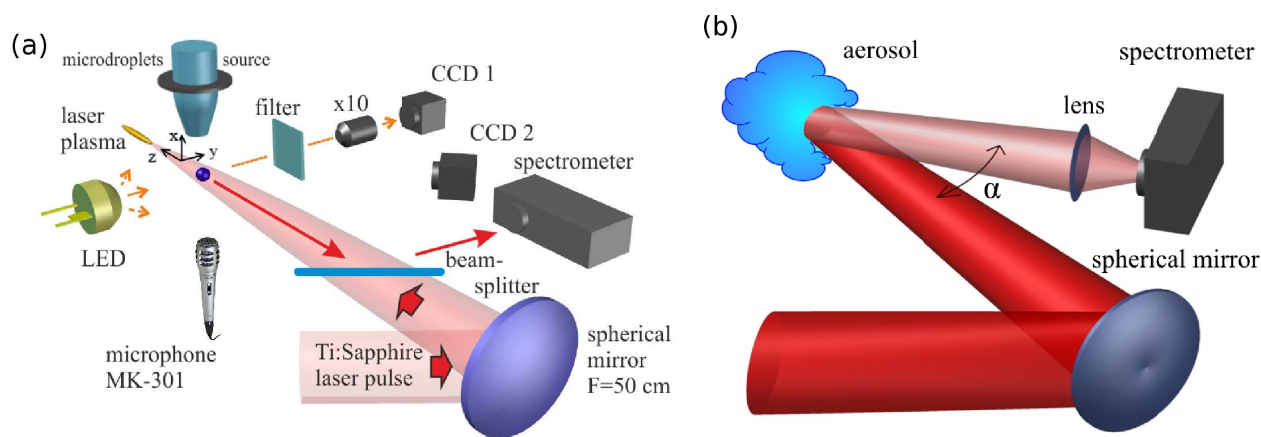 (a)
microdroplets source
laser
plasma
x
z
y
filter
x10
CCD 1
CCD 2
spectrometer
LED
beam-
splitter
microphone
MK-301
Ti:Sapphire
laser pulse
spherical
mirror
F=50 cm
(b)
aerosol
spectrometer
lens
α
spherical mirror